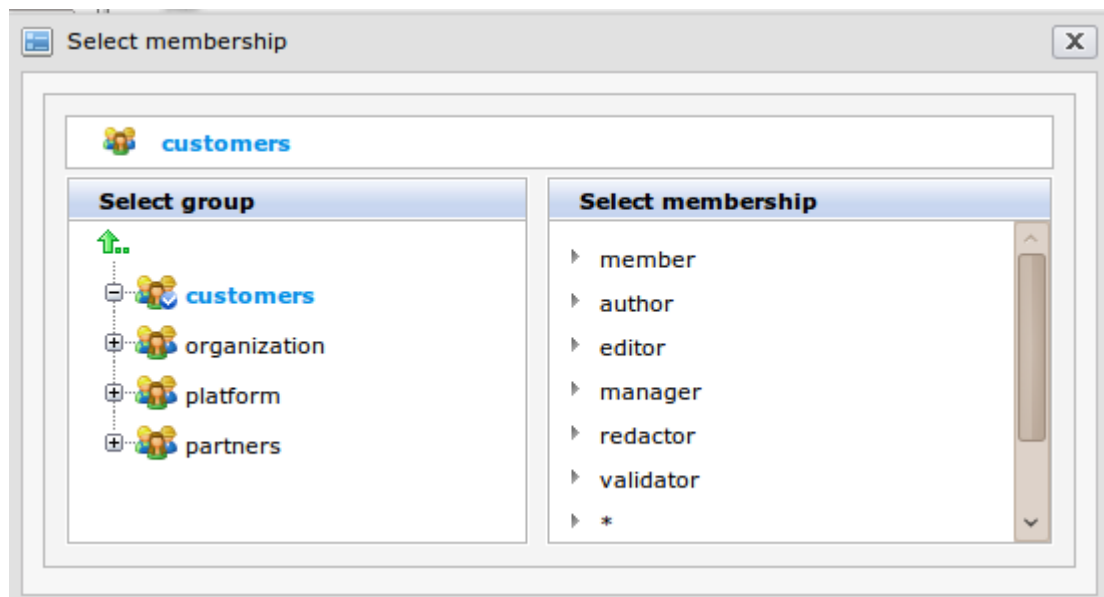 Select membership
X
customers
Select group
customers
organization
platform
partners
Select membership
member
author
editor
manager
redactor
validator
*